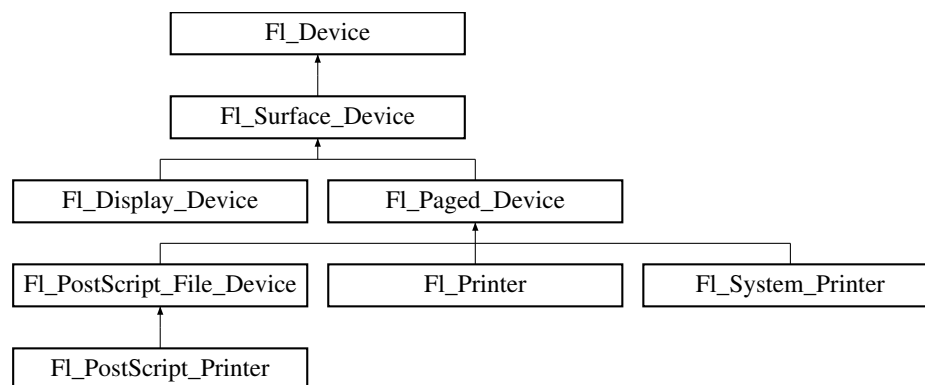 Fl_Device
Fl_Surface_Device
Fl_Display_Device
Fl_Paged_Device
Fl_PostScript_File_Device
Fl_Printer
Fl_System_Printer
Fl_PostScript_Printer